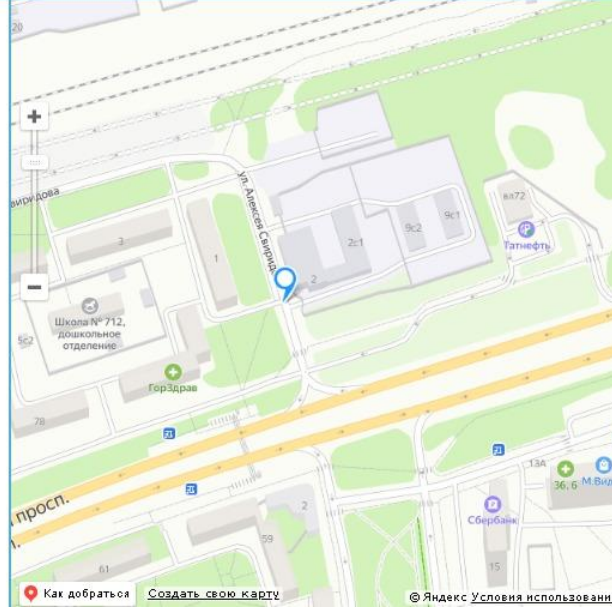 20
+
вл72
ул. Алексея Свирид
виридова
3
1
2с1
9с2
9с1
Татнефть
−
2
Школа № 712,
дошкольное
отделение
5с2
ГорЗдрав
78
13А
36,6
М.Вид
просп.
2
Сбербанк
59
15
61
Как добраться
Создать свою карту
© Яндекс Условия использовани